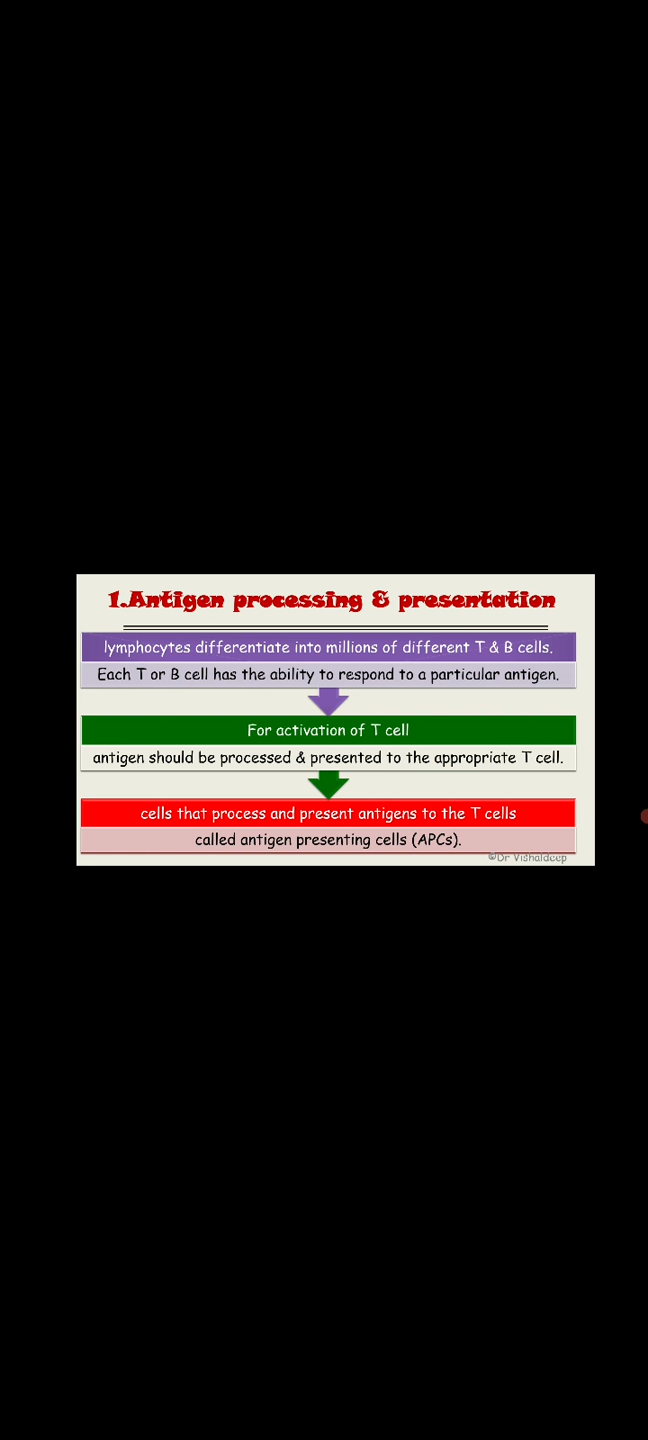 1.Antigen processing & presentation
lymphocytes differentiate into millions of different T & B cells.
Each T or B cell has the ability to respond to a particular antigen.
For activation of T cell
antigen should be processed & presented to the appropriate T cell.
cells that process and present antigens to the T cells
called antigen presenting cells (APCs).
©Dr Vishaldeep